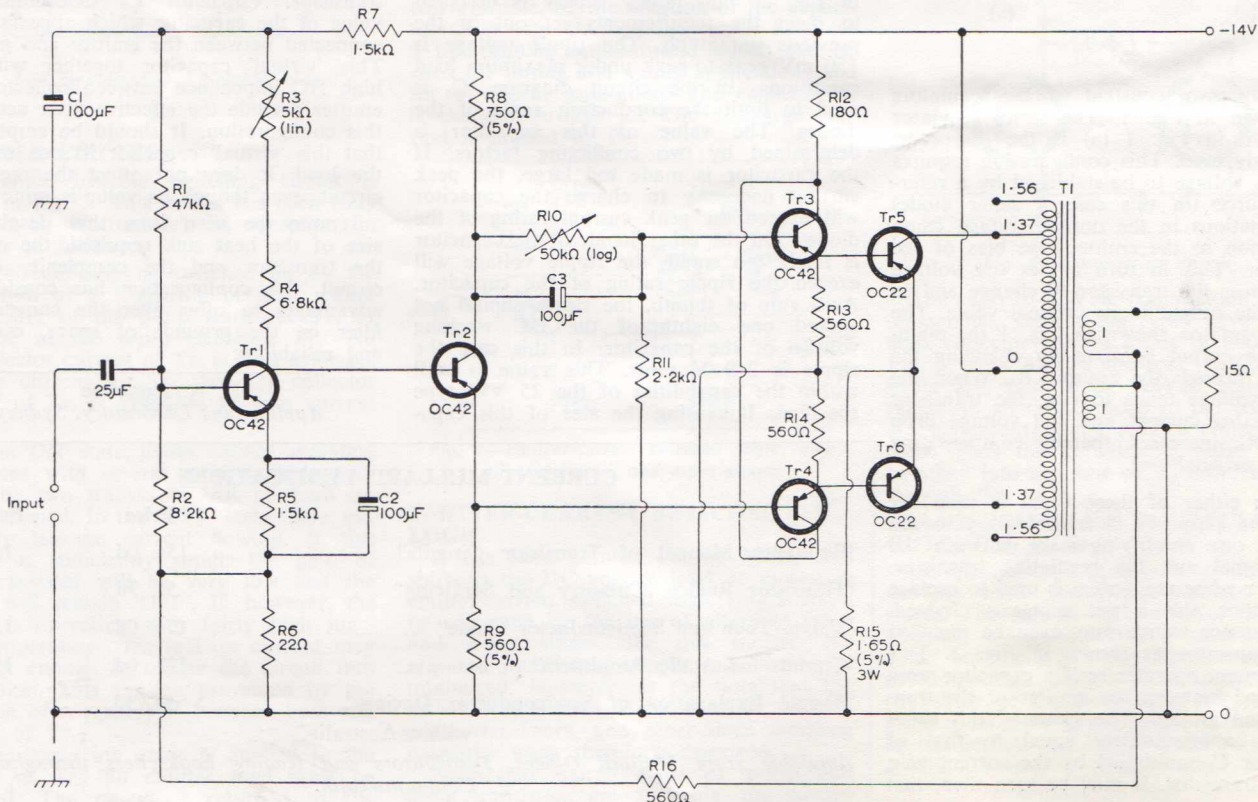 R7
1·5kΩ
−14V
C1
100μF
R3
5kΩ
(lin)
R8
750Ω
(5%)
R12
180Ω
R1
47kΩ
R10
50kΩ (log)
C3
100μF
Tr3
OC42
Tr5
OC22
1·56
1·37
T1
R4
6·8kΩ
R13
560Ω
0
1
1
15Ω
Tr1
OC42
Tr2
OC42
R11
2·2kΩ
25μF
R14
560Ω
Tr4
OC42
Tr6
OC22
1·37
1·56
Input
R2
8·2kΩ
R5
1·5kΩ
C2
100μF
R6
22Ω
R9
560Ω
(5%)
R15
1·65Ω
(5%)
3W
0
R16
560Ω